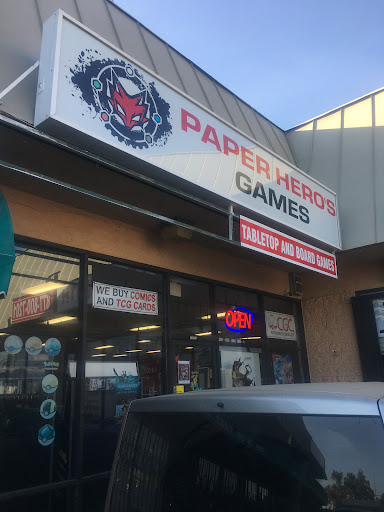 PAPER HERO'S
GAMES
TABLETOP AND BOARD GAMES
WE BUY COMICS
AND TCG CARDS
OPEN
CGC